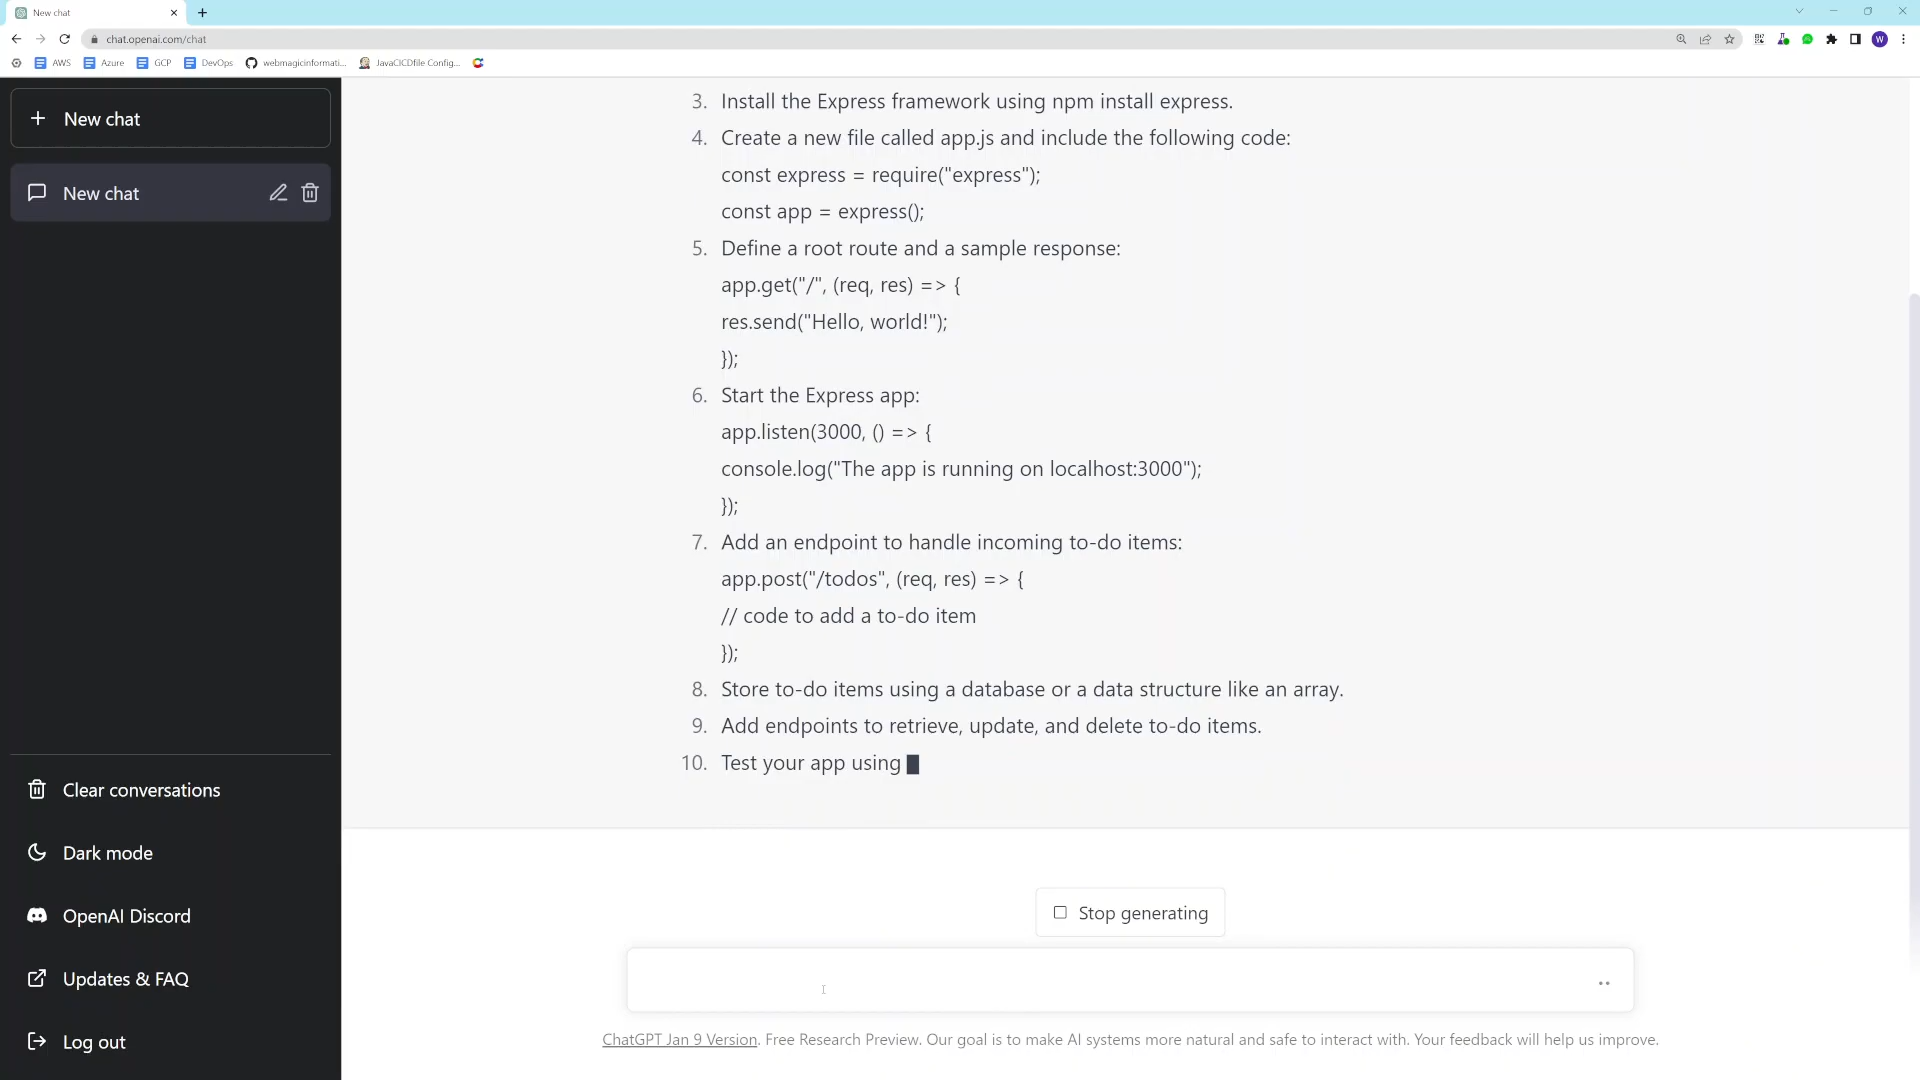 New chat
chat.openai.com/chat
AWS
Azure
GCP
DevOps
webmagicinformati...
JavaCICDfile Config...
W
New chat
New chat
Clear conversations
Dark mode
OpenAI Discord
Updates & FAQ
Log out
3. Install the Express framework using npm install express.
4. Create a new file called app.js and include the following code:
const express = require("express");
const app = express();
5. Define a root route and a sample response:
app.get("/", (req, res) => {
res.send("Hello, world!");
});
6. Start the Express app:
app.listen(3000, () => {
console.log("The app is running on localhost:3000");
});
7. Add an endpoint to handle incoming to-do items:
app.post("/todos", (req, res) => {
// code to add a to-do item
});
8. Store to-do items using a database or a data structure like an array.
9. Add endpoints to retrieve, update, and delete to-do items.
10. Test your app using
Stop generating
ChatGPT Jan 9 Version. Free Research Preview. Our goal is to make AI systems more natural and safe to interact with. Your feedback will help us improve.